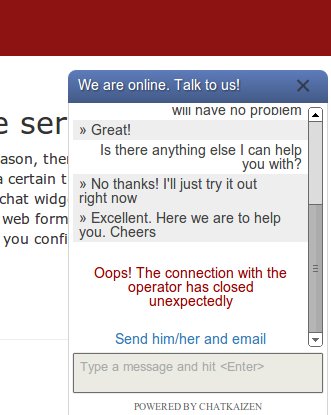 We are online. Talk to us!
will have no problem
» Great!
Is there anything else I can help
you with?
» No thanks! I'll just try it out
right now
» Excellent. Here we are to help
you. Cheers
Oops! The connection with the
operator has closed
unexpectedly
Send him/her and email
Type a message and hit <Enter>
POWERED BY CHATKAIZEN
e ser
ason, ther
a certain t
chat widg
web form
you confi